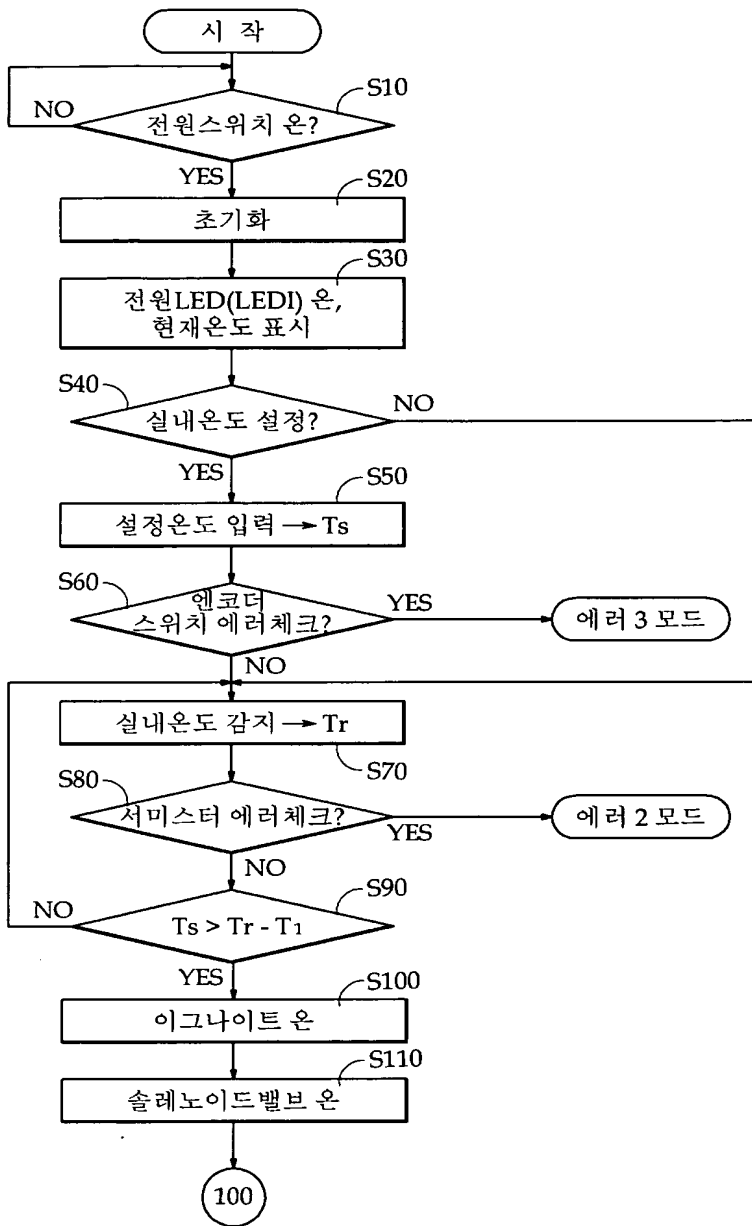 시 작
S10
NO
전원스위치 온?
YES
S20
초기화
S30
전원LED(LEDI) 온,
현재온도 표시
S40
NO
실내온도 설정?
YES
S50
설정온도 입력 → Ts
S60
엔코더
스위치 에러체크?
YES
에러 3 모드
NO
실내온도 감지 → Tr
S70
S80
서미스터 에러체크?
YES
에러 2 모드
NO
S90
NO
Ts > Tr - T1
YES
S100
이그나이트 온
S110
솔레노이드밸브 온
100